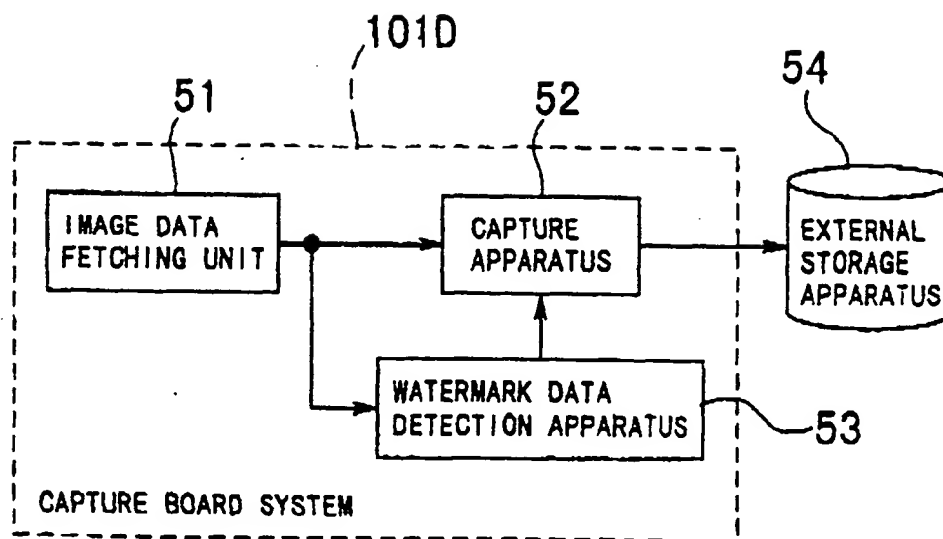 101D
51
52
54
IMAGE DATA
FETCHING UNIT
CAPTURE
APPARATUS
EXTERNAL
STORAGE
APPARATUS
WATERMARK DATA
DETECTION APPARATUS
53
CAPTURE BOARD SYSTEM